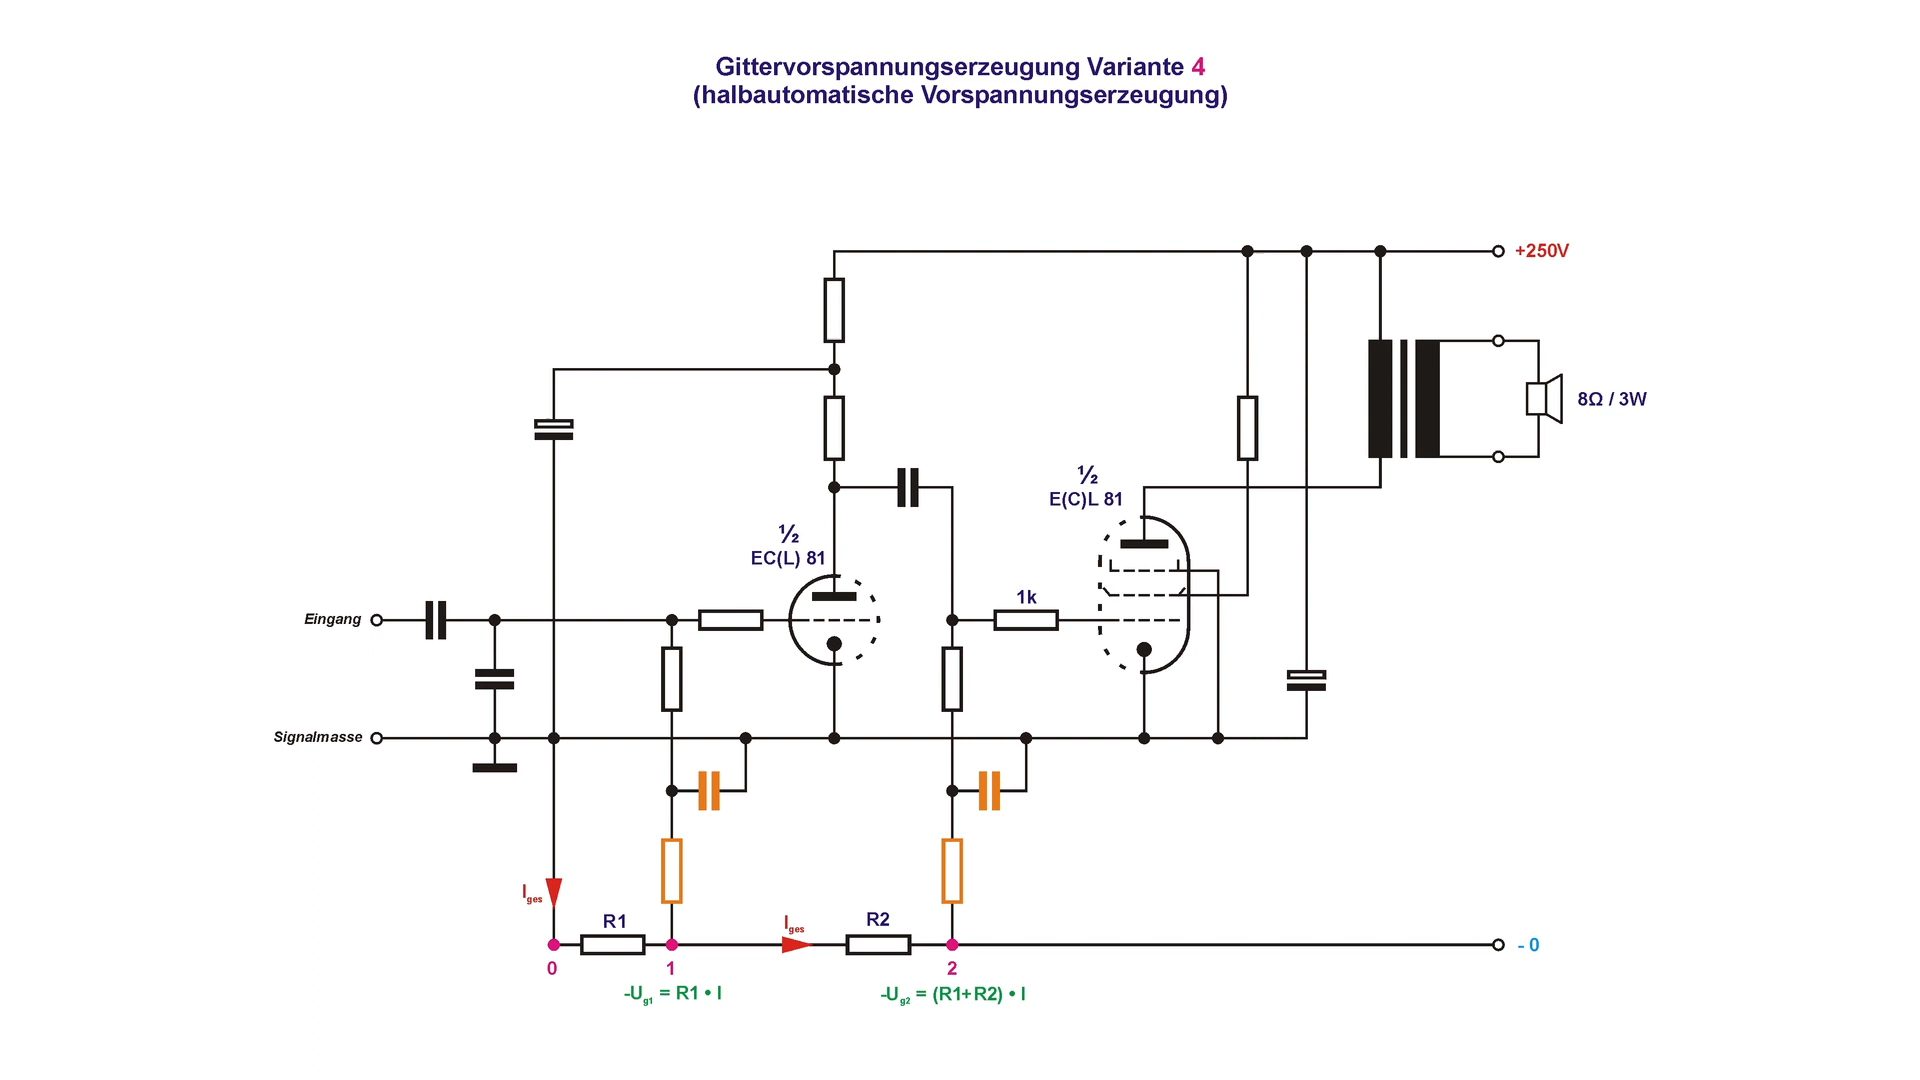 Gittervorspannungserzeugung Variante 4
(halbautomatische Vorspannungserzeugung)
+250V
8Ω / 3W
½
E(C)L 81
½
EC(L) 81
1k
Eingang
Signalmasse
Iges
R1
Iges
R2
- 0
0
1
2
-Ug1 = R1 • I
-Ug2 = (R1+R2) • I